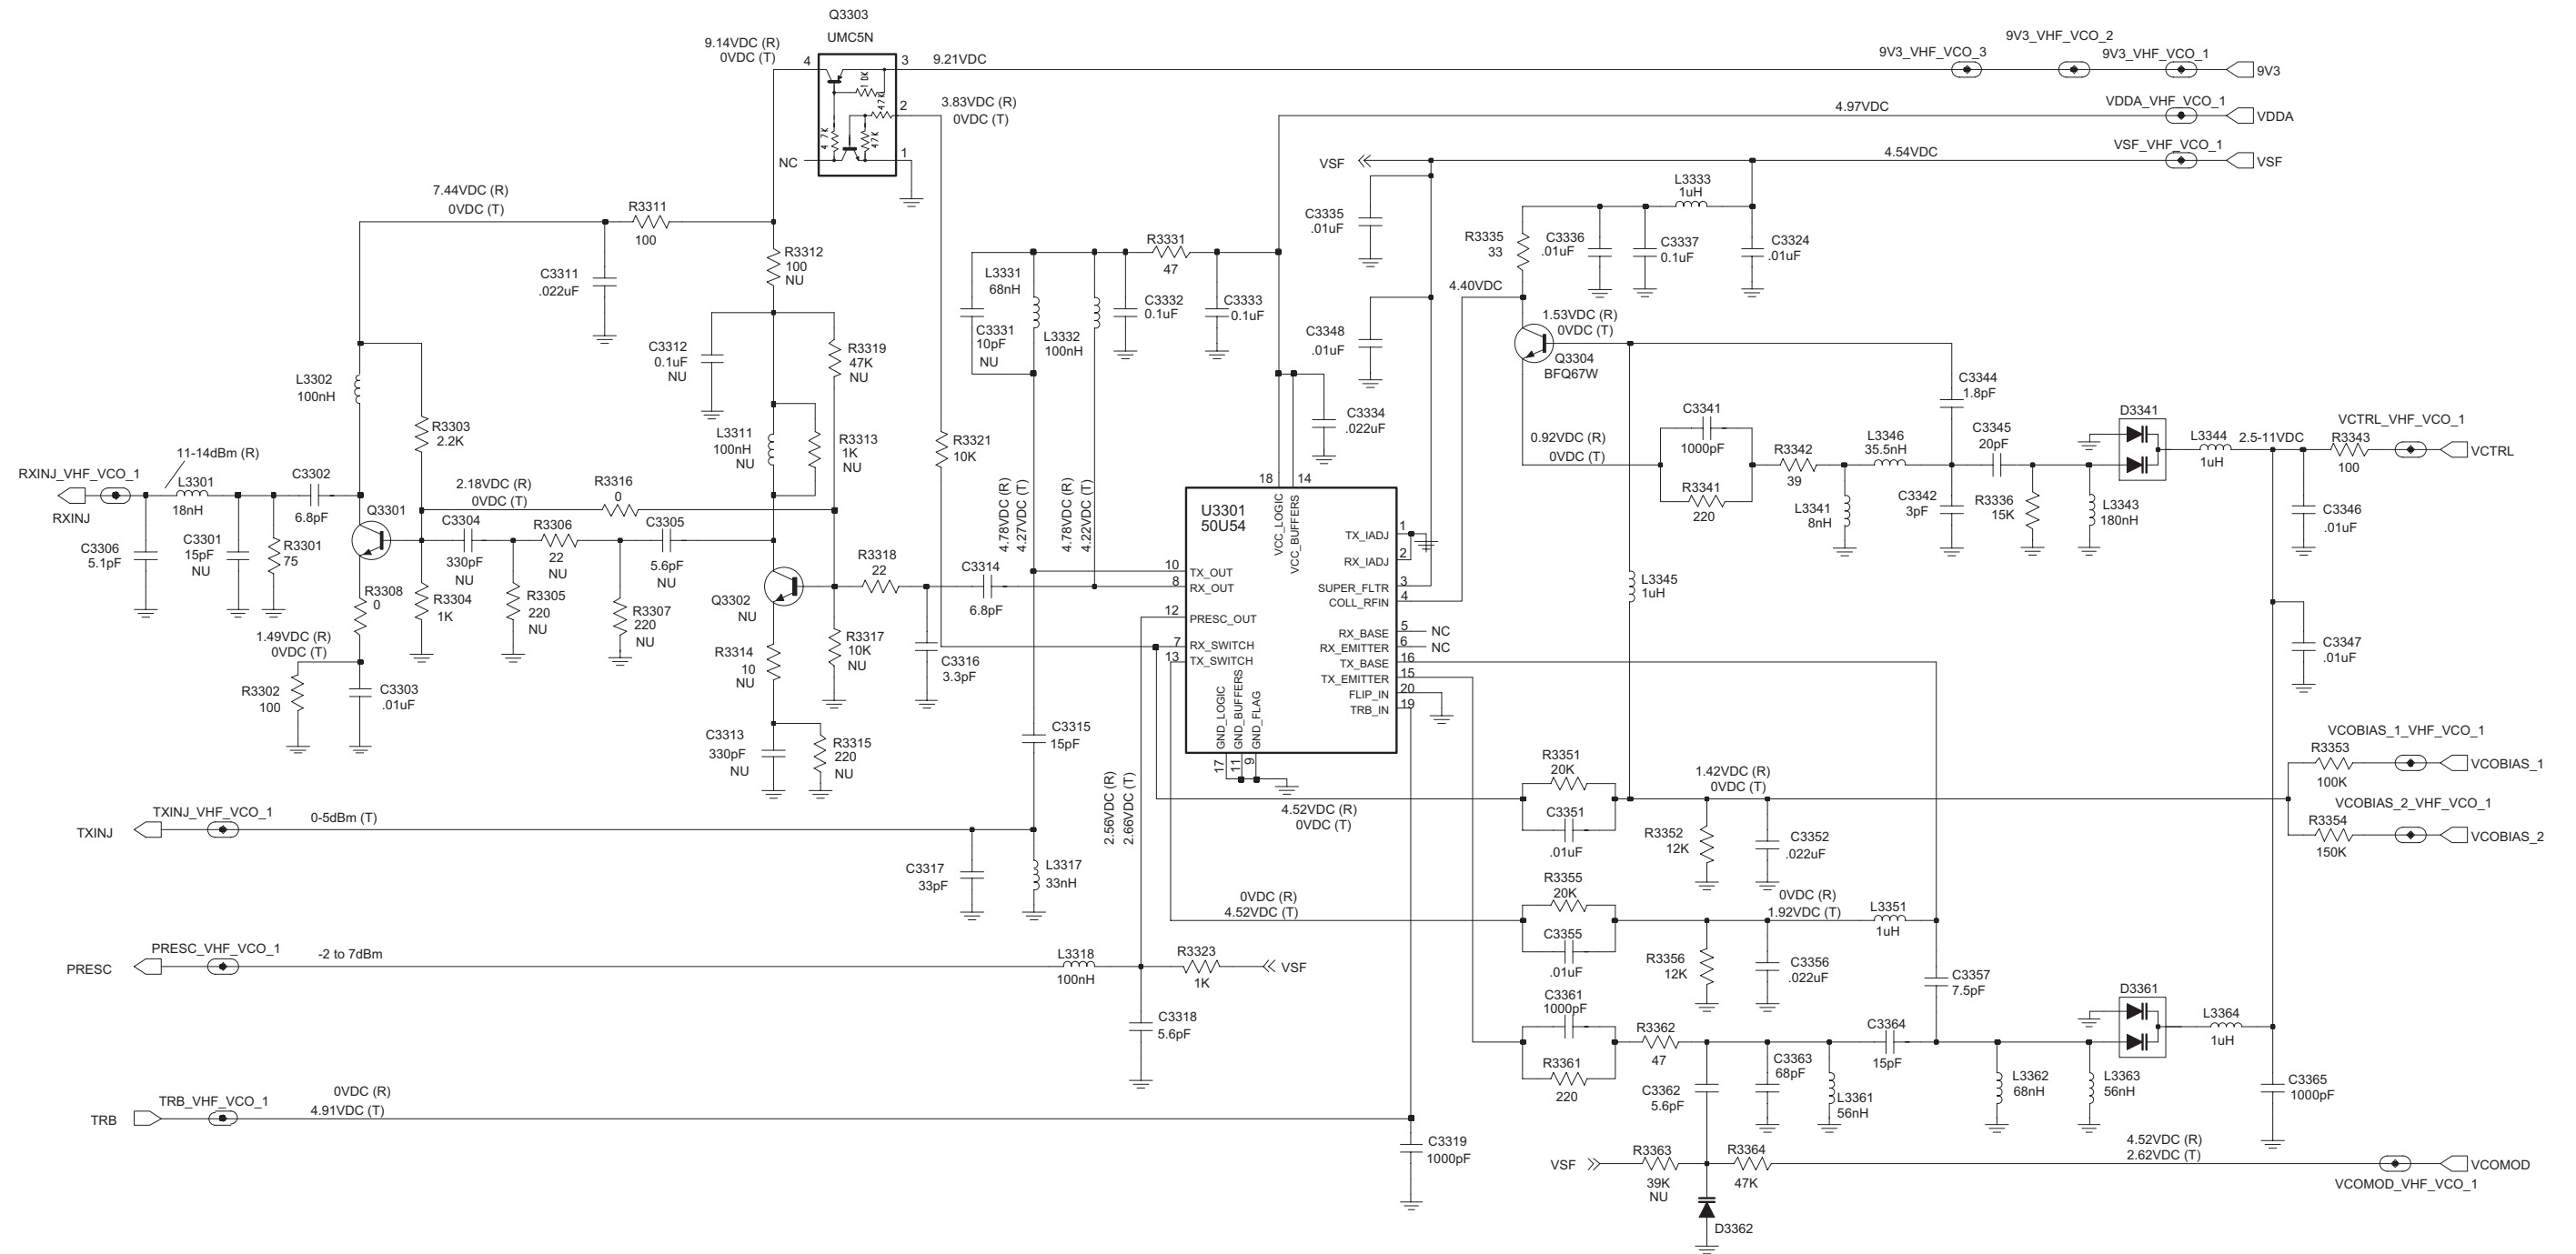 Q3303
UMC5N
9.14VDC (R)
0VDC (T)
4
3
9.21VDC
10K
47K
2
3.83VDC (R)
0VDC (T)
4.7K
47K
NC
1
9V3_VHF_VCO_3
9V3_VHF_VCO_2
9V3_VHF_VCO_1
9V3
4.97VDC
VDDA_VHF_VCO_1
VDDA
VSF
4.54VDC
VSF_VHF_VCO_1
VSF
7.44VDC (R)
0VDC (T)
R3311
100
C3311
.022uF
R3312
100
NU
C3312
0.1uF
NU
R3319
47K
NU
L3311
100nH
NU
R3313
1K
NU
R3321
10K
L3331
68nH
C3331
10pF
NU
L3332
100nH
R3331
47
C3332
0.1uF
C3333
0.1uF
C3335
.01uF
C3348
.01uF
C3334
.022uF
R3335
33
C3336
.01uF
C3337
0.1uF
L3333
1uH
C3324
.01uF
4.40VDC
1.53VDC (R)
0VDC (T)
Q3304
BFQ67W
C3344
1.8pF
0.92VDC (R)
0VDC (T)
C3341
1000pF
R3341
220
R3342
39
L3346
35.5nH
L3341
8nH
C3342
3pF
C3345
20pF
R3336
15K
L3343
180nH
D3341
L3344
1uH
2.5-11VDC
R3343
100
VCTRL_VHF_VCO_1
VCTRL
C3346
.01uF
C3347
.01uF
L3345
1uH
L3302
100nH
R3303
2.2K
RXINJ_VHF_VCO_1
RXINJ
11-14dBm (R)
L3301
18nH
C3302
6.8pF
C3306
5.1pF
C3301
15pF
NU
R3301
75
Q3301
2.18VDC (R)
0VDC (T)
R3316
0
C3304
330pF
NU
R3306
22
NU
C3305
5.6pF
NU
R3308
0
R3304
1K
R3305
220
NU
R3307
220
NU
1.49VDC (R)
0VDC (T)
R3302
100
C3303
.01uF
Q3302
NU
R3318
22
C3314
6.8pF
R3314
10
NU
R3317
10K
NU
C3316
3.3pF
C3313
330pF
NU
R3315
220
NU
4.78VDC (R)
4.27VDC (T)
4.78VDC (R)
4.22VDC (T)
U3301
50U54
18
14
VCC_LOGIC
VCC_BUFFERS
10
TX_OUT
8
RX_OUT
12
PRESC_OUT
7
RX_SWITCH
13
TX_SWITCH
TX_IADJ
1
RX_IADJ
2
SUPER_FLTR
3
COLL_RFIN
4
RX_BASE
5
NC
RX_EMITTER
6
NC
TX_BASE
16
TX_EMITTER
15
FLIP_IN
20
TRB_IN
19
GND_LOGIC
GND_BUFFERS
GND_FLAG
17
11
9
C3315
15pF
TXINJ_VHF_VCO_1
TXINJ
0-5dBm (T)
C3317
33pF
L3317
33nH
2.56VDC (R)
2.66VDC (T)
PRESC_VHF_VCO_1
PRESC
-2 to 7dBm
L3318
100nH
R3323
1K
VSF
C3318
5.6pF
TRB_VHF_VCO_1
TRB
0VDC (R)
4.91VDC (T)
C3319
1000pF
4.52VDC (R)
0VDC (T)
R3351
20K
C3351
.01uF
1.42VDC (R)
0VDC (T)
R3352
12K
C3352
.022uF
VCOBIAS_1_VHF_VCO_1
R3353
100K
VCOBIAS_1
VCOBIAS_2_VHF_VCO_1
R3354
150K
VCOBIAS_2
0VDC (R)
4.52VDC (T)
R3355
20K
C3355
.01uF
0VDC (R)
1.92VDC (T)
L3351
1uH
R3356
12K
C3356
.022uF
C3357
7.5pF
C3361
1000pF
R3361
220
R3362
47
C3362
5.6pF
C3363
68pF
L3361
56nH
C3364
15pF
L3362
68nH
L3363
56nH
D3361
L3364
1uH
C3365
1000pF
VSF
R3363
39K
NU
R3364
47K
D3362
4.52VDC (R)
2.62VDC (T)
VCOMOD
VCOMOD_VHF_VCO_1